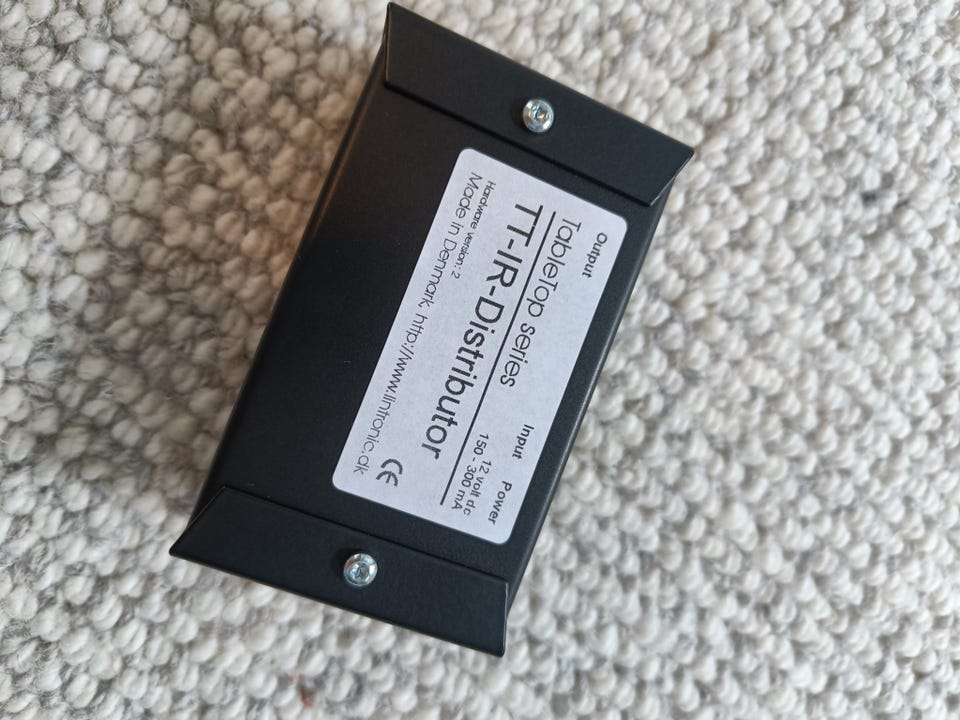 Output Input Power
TableTop series 12 volt dc
150 - 300 mA
TT-IR-Distributor
Hardware version: 2
Made in Denmark, http://www.lintronic.dk CE